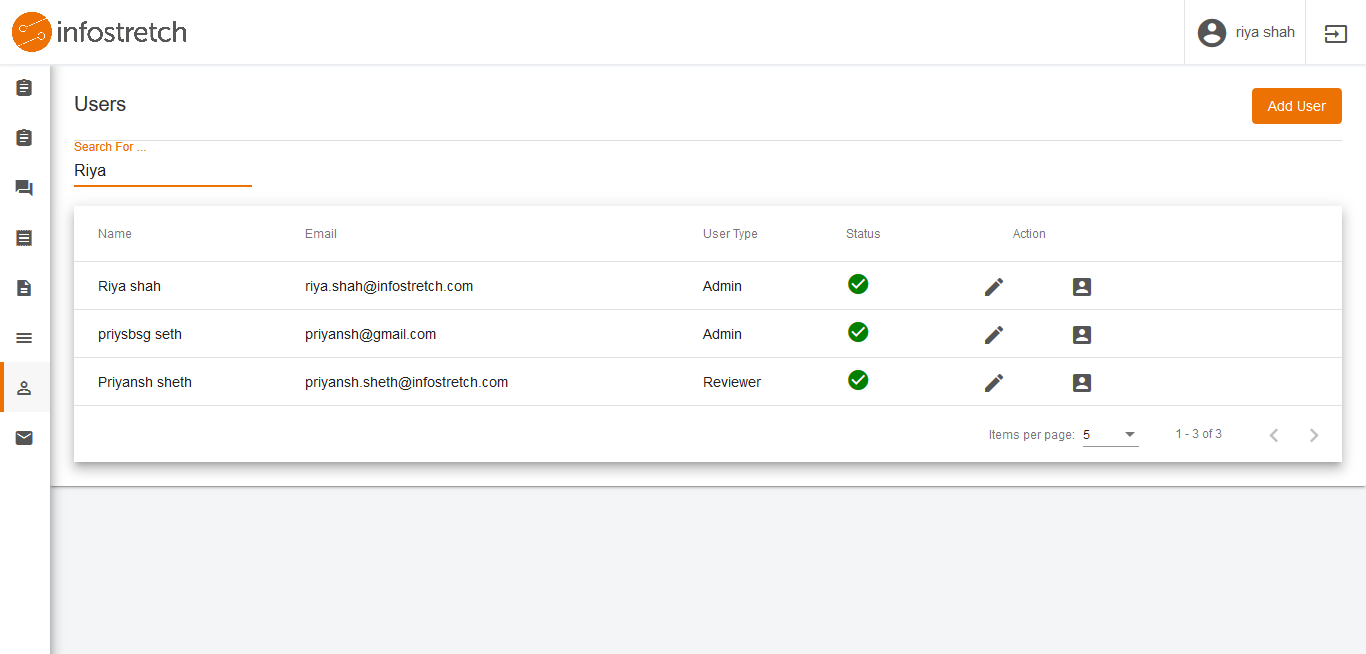 infostretch
riya shah
Users
Add User
Search For ...
Riya
Name Email User Type Status Action
Riya shah riya.shah@infostretch.com Admin
priysbsg seth priyansh@gmail.com Admin
Priyansh sheth priyansh.sheth@infostretch.com Reviewer
Items per page: 5 1 - 3 of 3